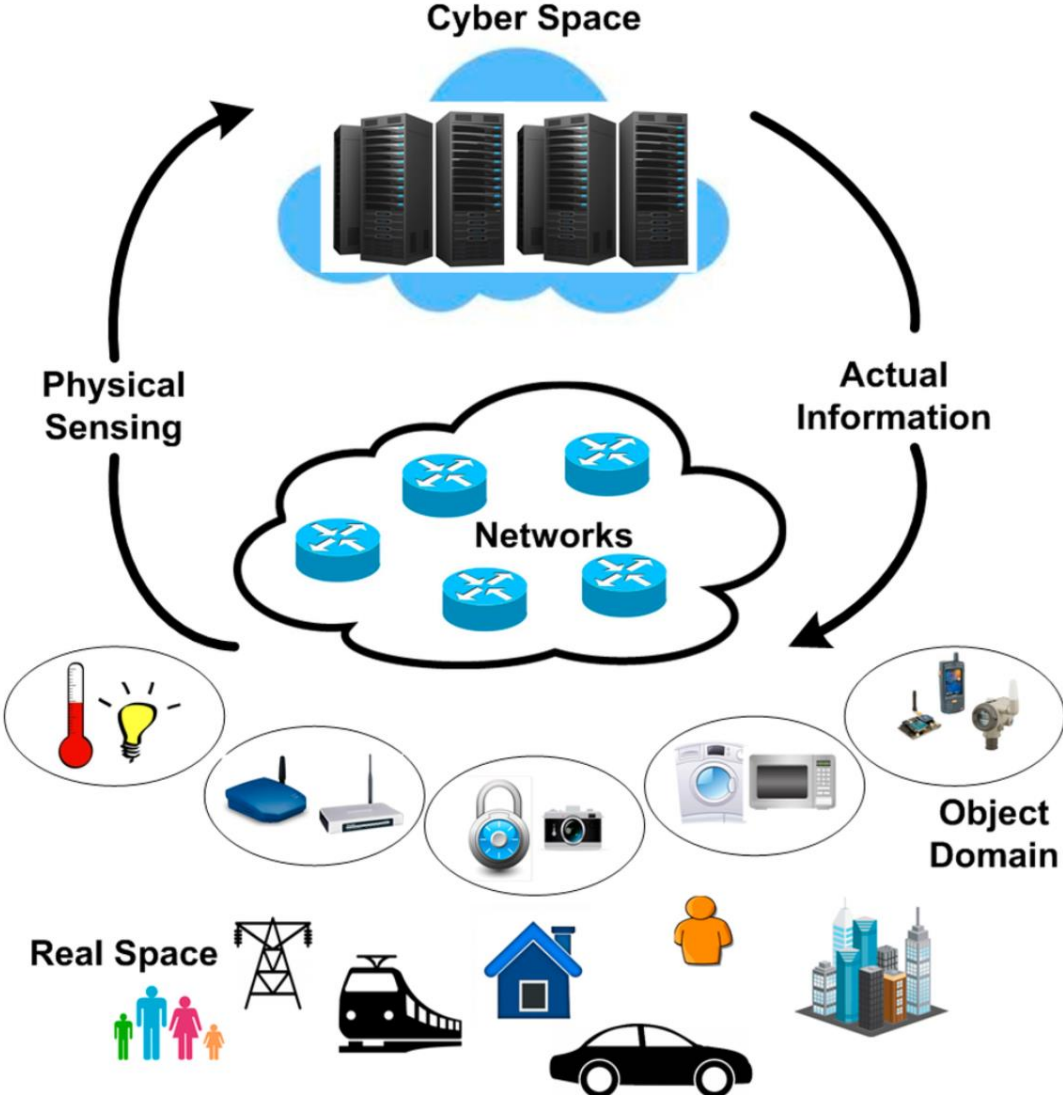 Cyber Space
Physical
Sensing
Actual
Information
Networks
Object
Domain
Real Space